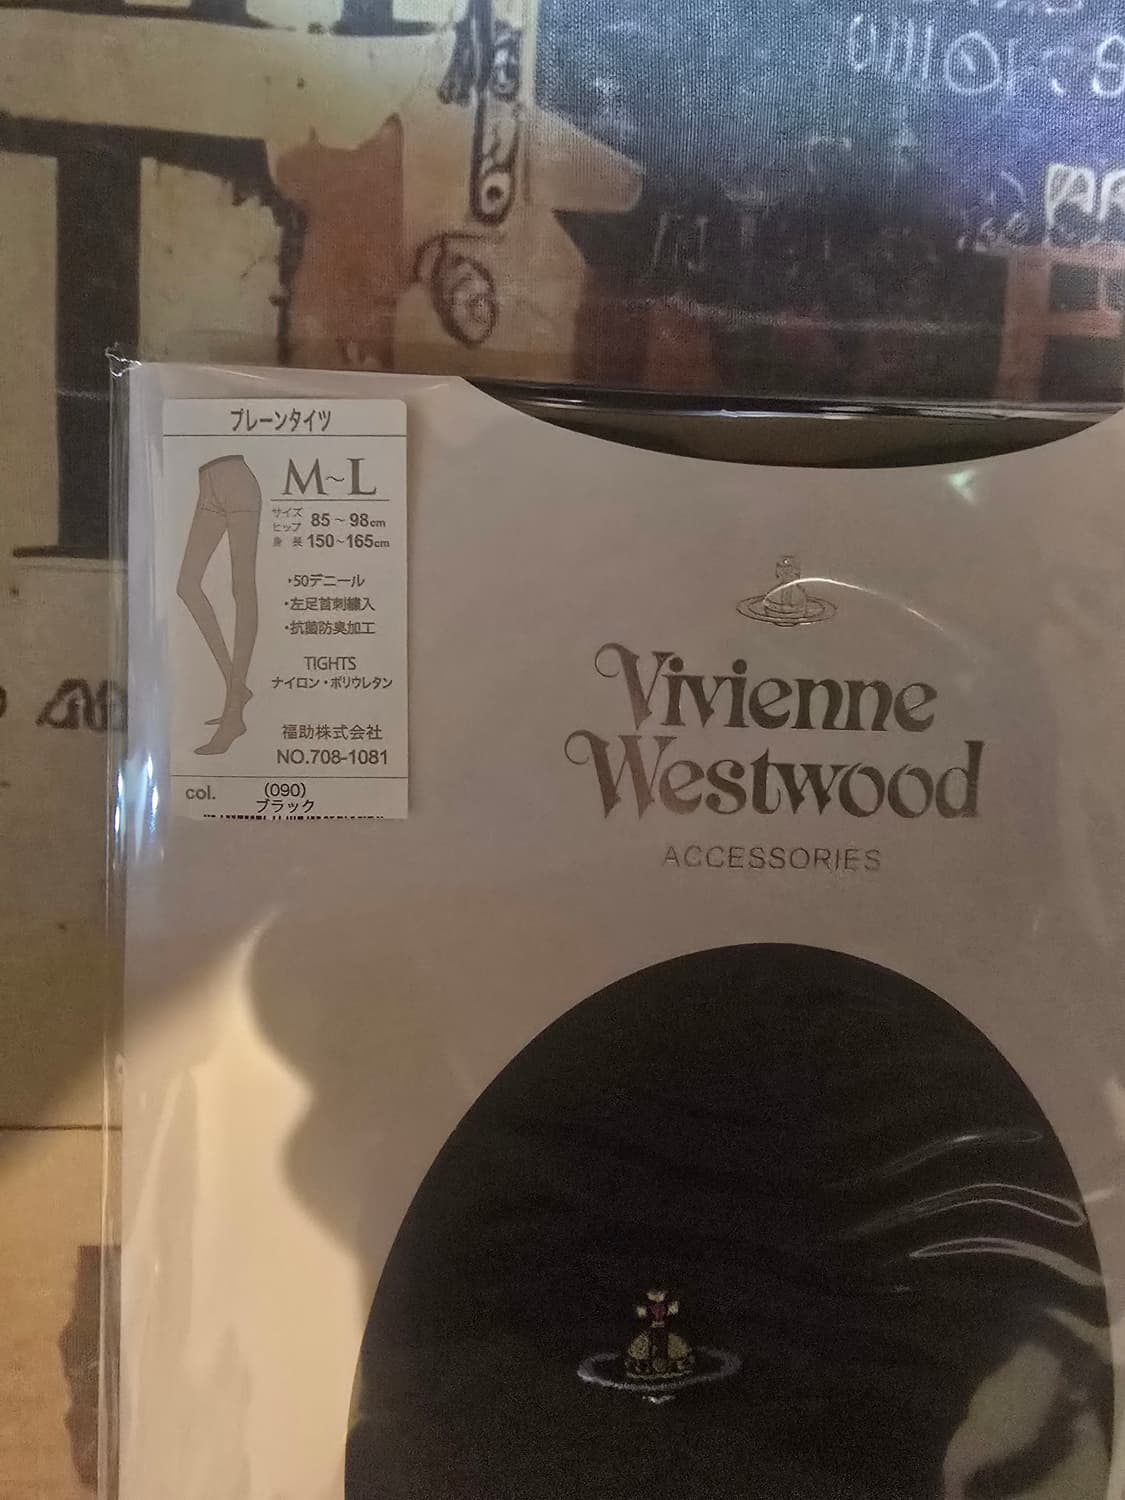 プレーンタイツ
M~L
サイズ
ヒップ 85～98cm
身長 150~165cm
・50デニール
・左足首刺繍入
・抗菌防臭加工
TIGHTS
ナイロン・ポリウレタン
福助株式会社
NO.708-1081
col. (090)
ブラック
Vivienne
Westwood
ACCESSORIES